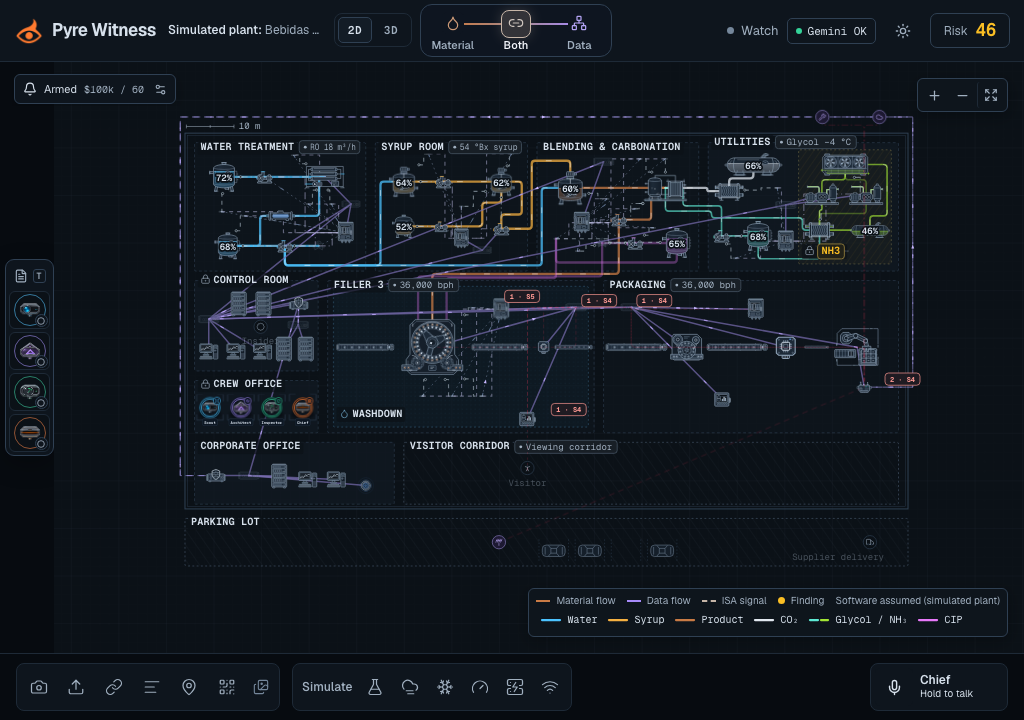 Pyre Witness
Simulated plant: Bebidas ...
2D 3D
Material Both Data
Watch
Gemini OK
Risk 46
Armed $100k / 60
10 m
WATER TREATMENT RO 18 m³/h
SYRUP ROOM 54 °Bx syrup
BLENDING & CARBONATION
UTILITIES Glycol -4 °C
72%
64%
62%
60%
66%
52%
68%
65%
68%
46%
NH3
T
CONTROL ROOM
FILLER 3 36,000 bph
PACKAGING 36,000 bph
1 · S5
1 · S4
1 · S4
Insider
2 · S4
CREW OFFICE
Scout Architect Inspector Chief
WASHDOWN
1 · S4
CORPORATE OFFICE
VISITOR CORRIDOR Viewing corridor
Visitor
PARKING LOT
Supplier delivery
Material flow Data flow ISA signal Finding Software assumed (simulated plant)
Water Syrup Product CO₂ Glycol / NH₃ CIP
Simulate
Chief
Hold to talk